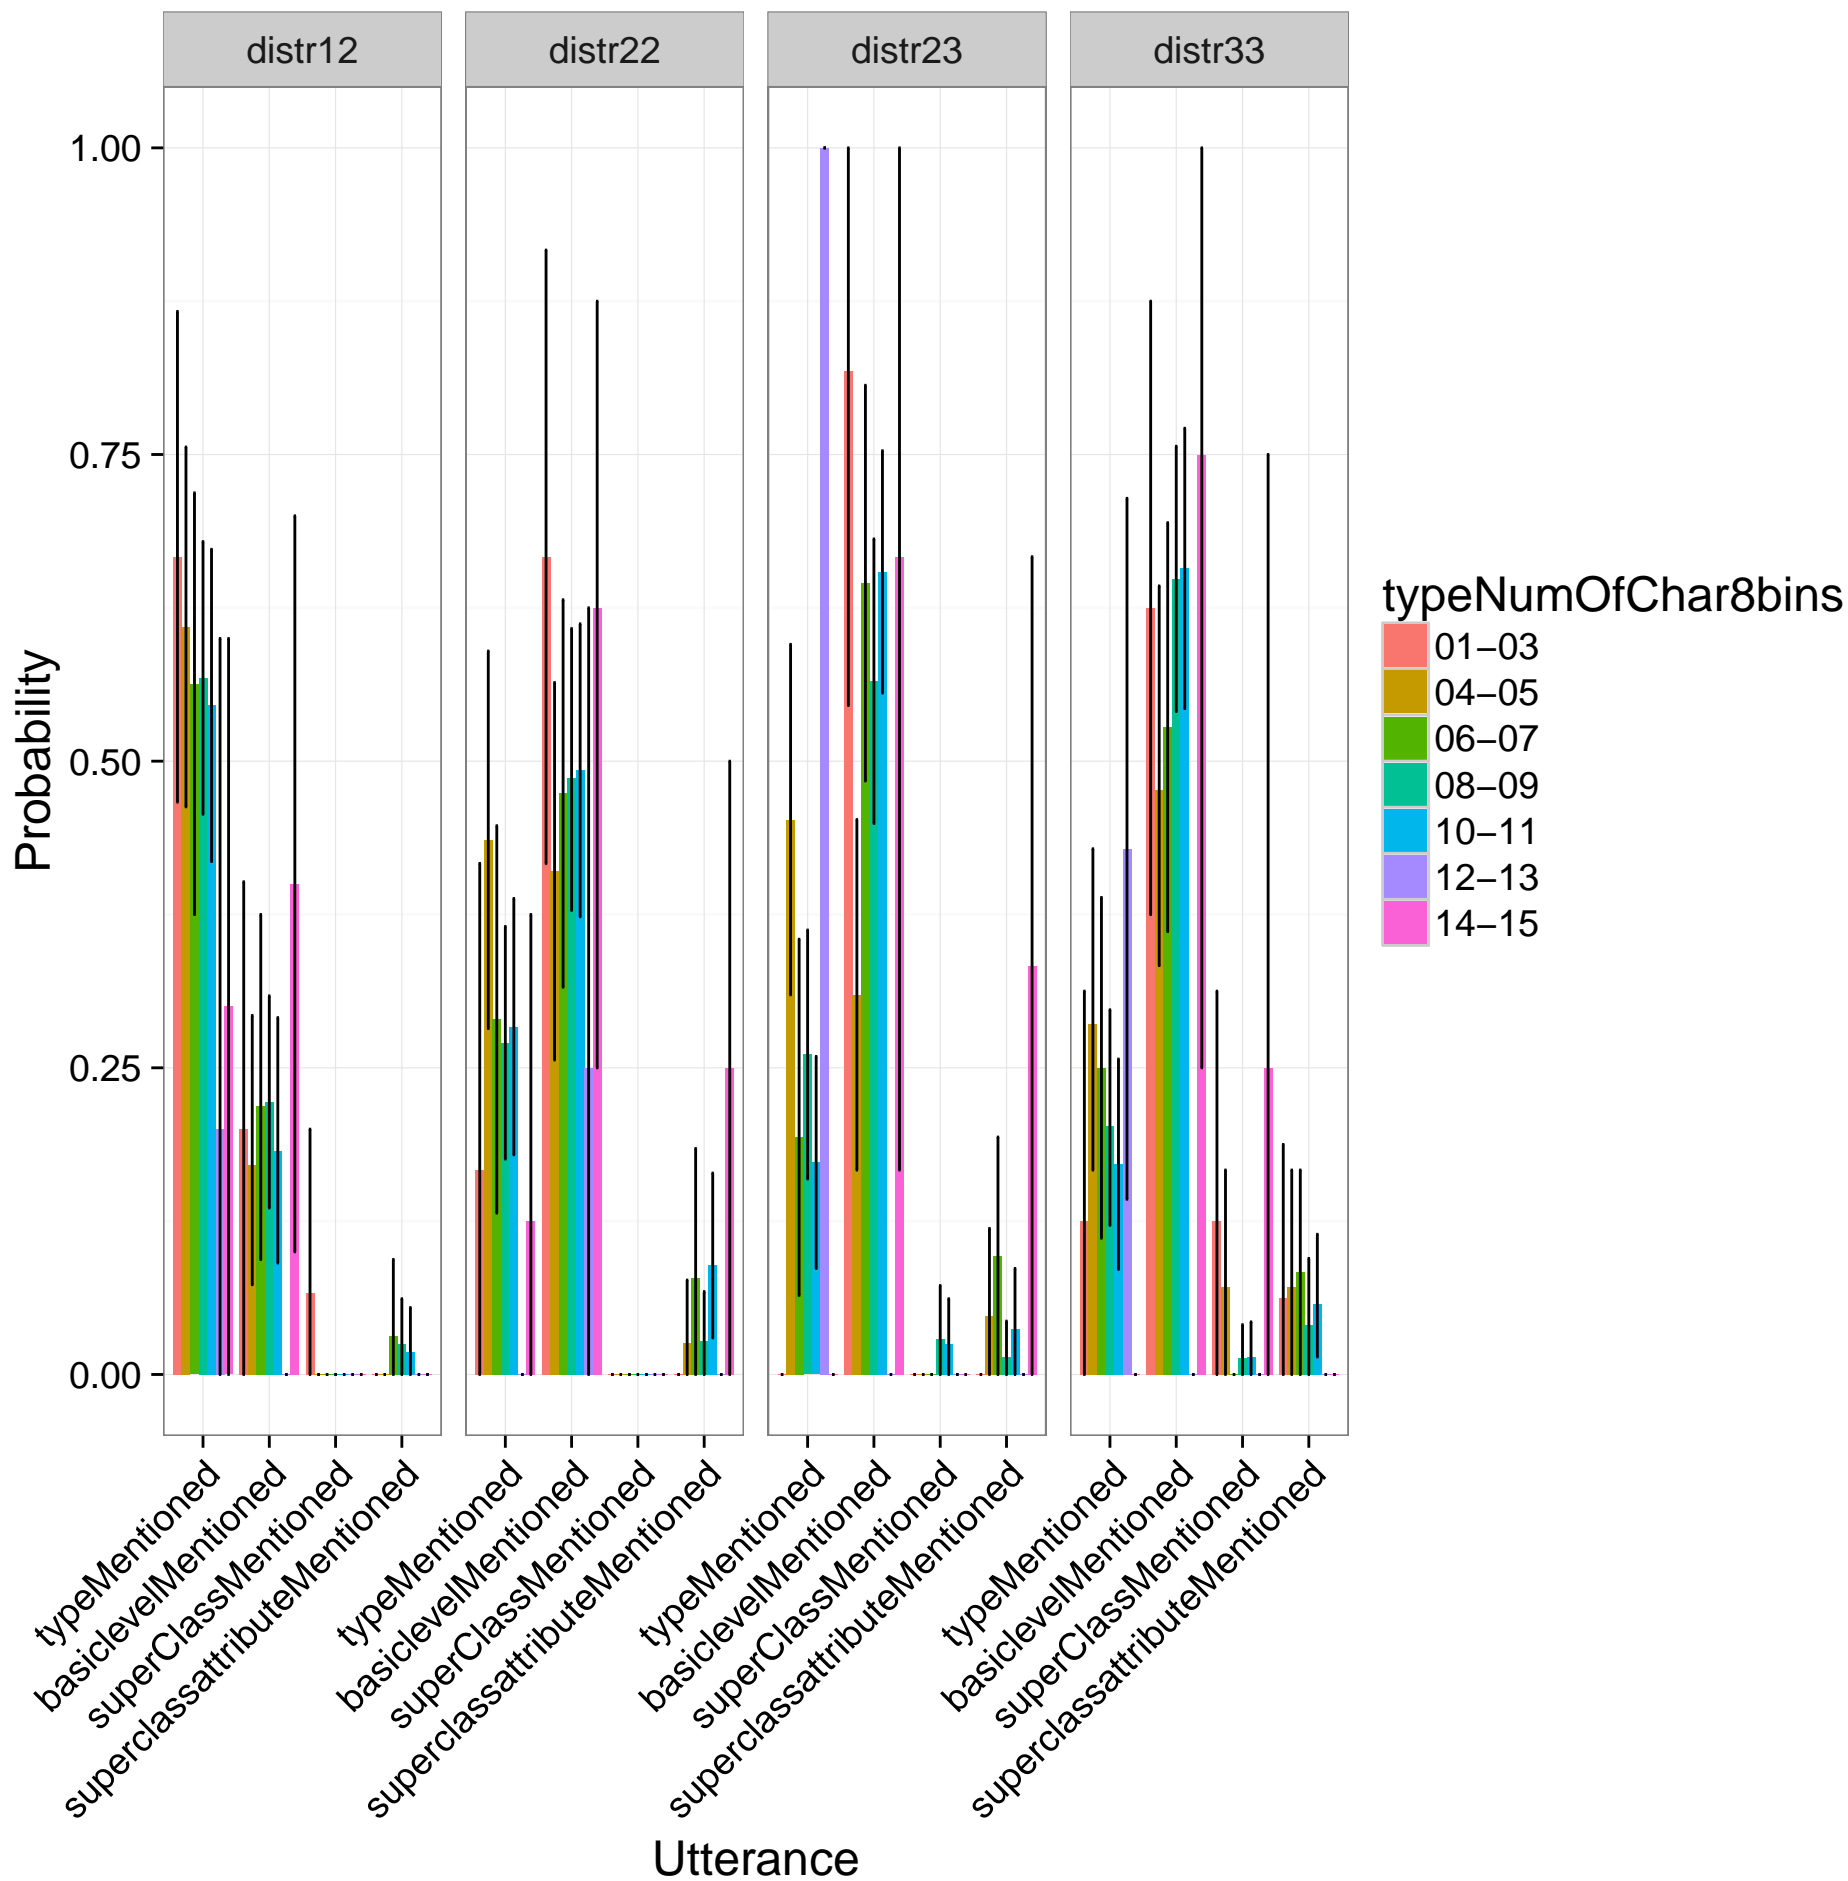 distr12 distr22 distr23 distr33
1.00
0.75
0.50
0.25
0.00
Probability
typeMentioned
basiclevelMentioned
superClassMentioned
superclassattributeMentioned
typeMentioned
basiclevelMentioned
superClassMentioned
superclassattributeMentioned
typeMentioned
basiclevelMentioned
superClassMentioned
superclassattributeMentioned
typeMentioned
basiclevelMentioned
superClassMentioned
superclassattributeMentioned
Utterance
typeNumOfChar8bins
01−03
04−05
06−07
08−09
10−11
12−13
14−15